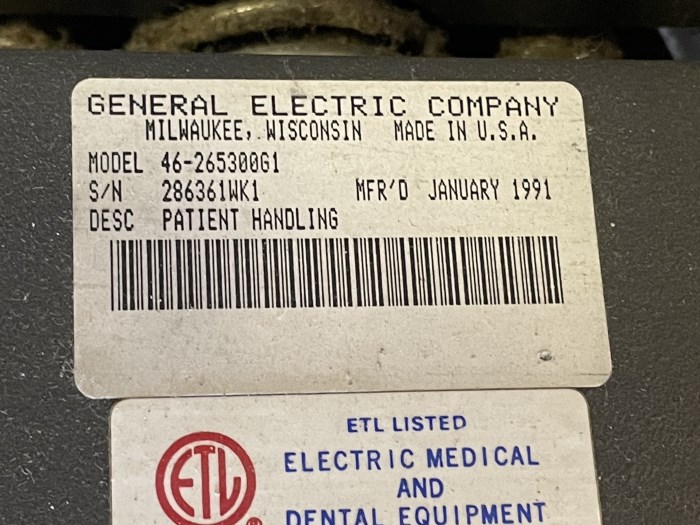 GENERAL ELECTRIC COMPANY
MILWAUKEE, WISCONSIN MADE IN U.S.A.
MODEL 46-265300G1
S/N 286361WK1 MFR'D JANUARY 1991
DESC PATIENT HANDLING
ETL LISTED
ELECTRIC MEDICAL
AND
DENTAL EQUIPMENT
ETL
®